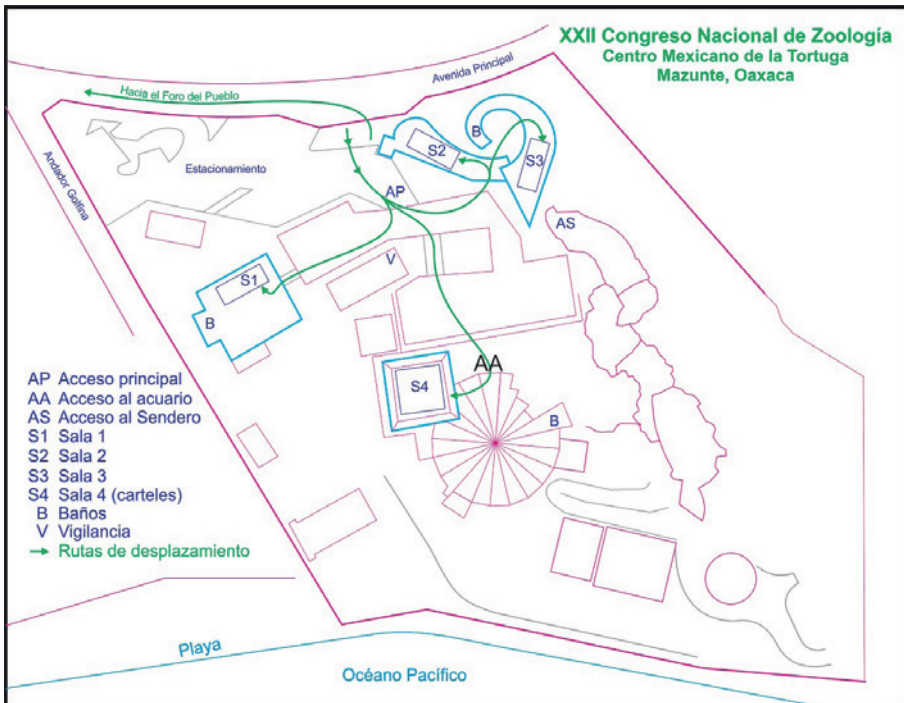 XXII Congreso Nacional de Zoología
Centro Mexicano de la Tortuga
Mazunte, Oaxaca
Avenida Principal
Hacia el Foro del Pueblo
Andador Golfina
Estacionamiento
B
S2
S3
AP
AS
V
S1
B
AA
S4
B
AP Acceso principal
AA Acceso al acuario
AS Acceso al Sendero
S1 Sala 1
S2 Sala 2
S3 Sala 3
S4 Sala 4 (carteles)
B Baños
V Vigilancia
Rutas de desplazamiento
Playa
Océano Pacífico